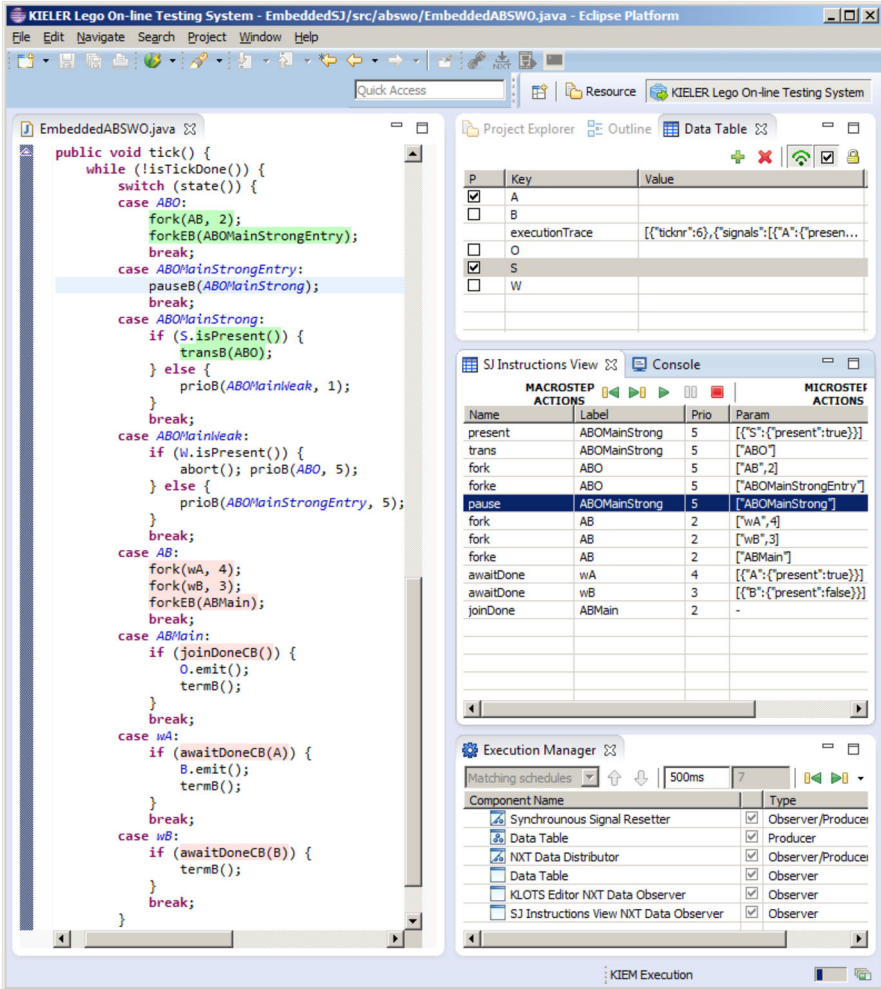 KIELER Lego On-line Testing System - EmbeddedSJ/src/abswo/EmbeddedABSWO.java - Eclipse Platform
File Edit Navigate Search Project Window Help
Quick Access
Resource KIELER Lego On-line Testing System
EmbeddedABSWO.java
public void tick() {
while (!isTickDone()) {
switch (state()) {
case ABO:
fork(AB, 2);
forkEB(ABOMainStrongEntry);
break;
case ABOMainStrongEntry:
pauseB(ABOMainStrong);
break;
case ABOMainStrong:
if (S.isPresent()) {
transB(ABO);
} else {
prioB(ABOMainWeak, 1);
}
break;
case ABOMainWeak:
if (W.isPresent()) {
abort(); prioB(ABO, 5);
} else {
prioB(ABOMainStrongEntry, 5);
}
break;
case AB:
fork(wA, 4);
fork(wB, 3);
forkEB(ABMain);
break;
case ABMain:
if (joinDoneCB()) {
O.emit();
termB();
}
break;
case wA:
if (awaitDoneCB(A)) {
B.emit();
termB();
}
break;
case wB:
if (awaitDoneCB(B)) {
termB();
}
break;
}
Project Explorer Outline Data Table
P Key Value
A
B
executionTrace [{"ticknr":6},{"signals":[{"A":{"presen...
O
S
W
SJ Instructions View Console
MACROSTEP ACTIONS MICROSTEP ACTIONS
Name Label Prio Param
present ABOMainStrong 5 [{"S":{"present":true}}]
trans ABOMainStrong 5 ["ABO"]
fork ABO 5 ["AB",2]
forke ABO 5 ["ABOMainStrongEntry"]
pause ABOMainStrong 5 ["ABOMainStrong"]
fork AB 2 ["wA",4]
fork AB 2 ["wB",3]
forke AB 2 ["ABMain"]
awaitDone wA 4 [{"A":{"present":true}}]
awaitDone wB 3 [{"B":{"present":false}}]
joinDone ABMain 2 -
Execution Manager
Matching schedules 500ms 7
Component Name Type
Synchrounous Signal Resetter Observer/Producer
Data Table Producer
NXT Data Distributor Observer/Producer
Data Table Observer
KLOTS Editor NXT Data Observer Observer
SJ Instructions View NXT Data Observer Observer
KIEM Execution